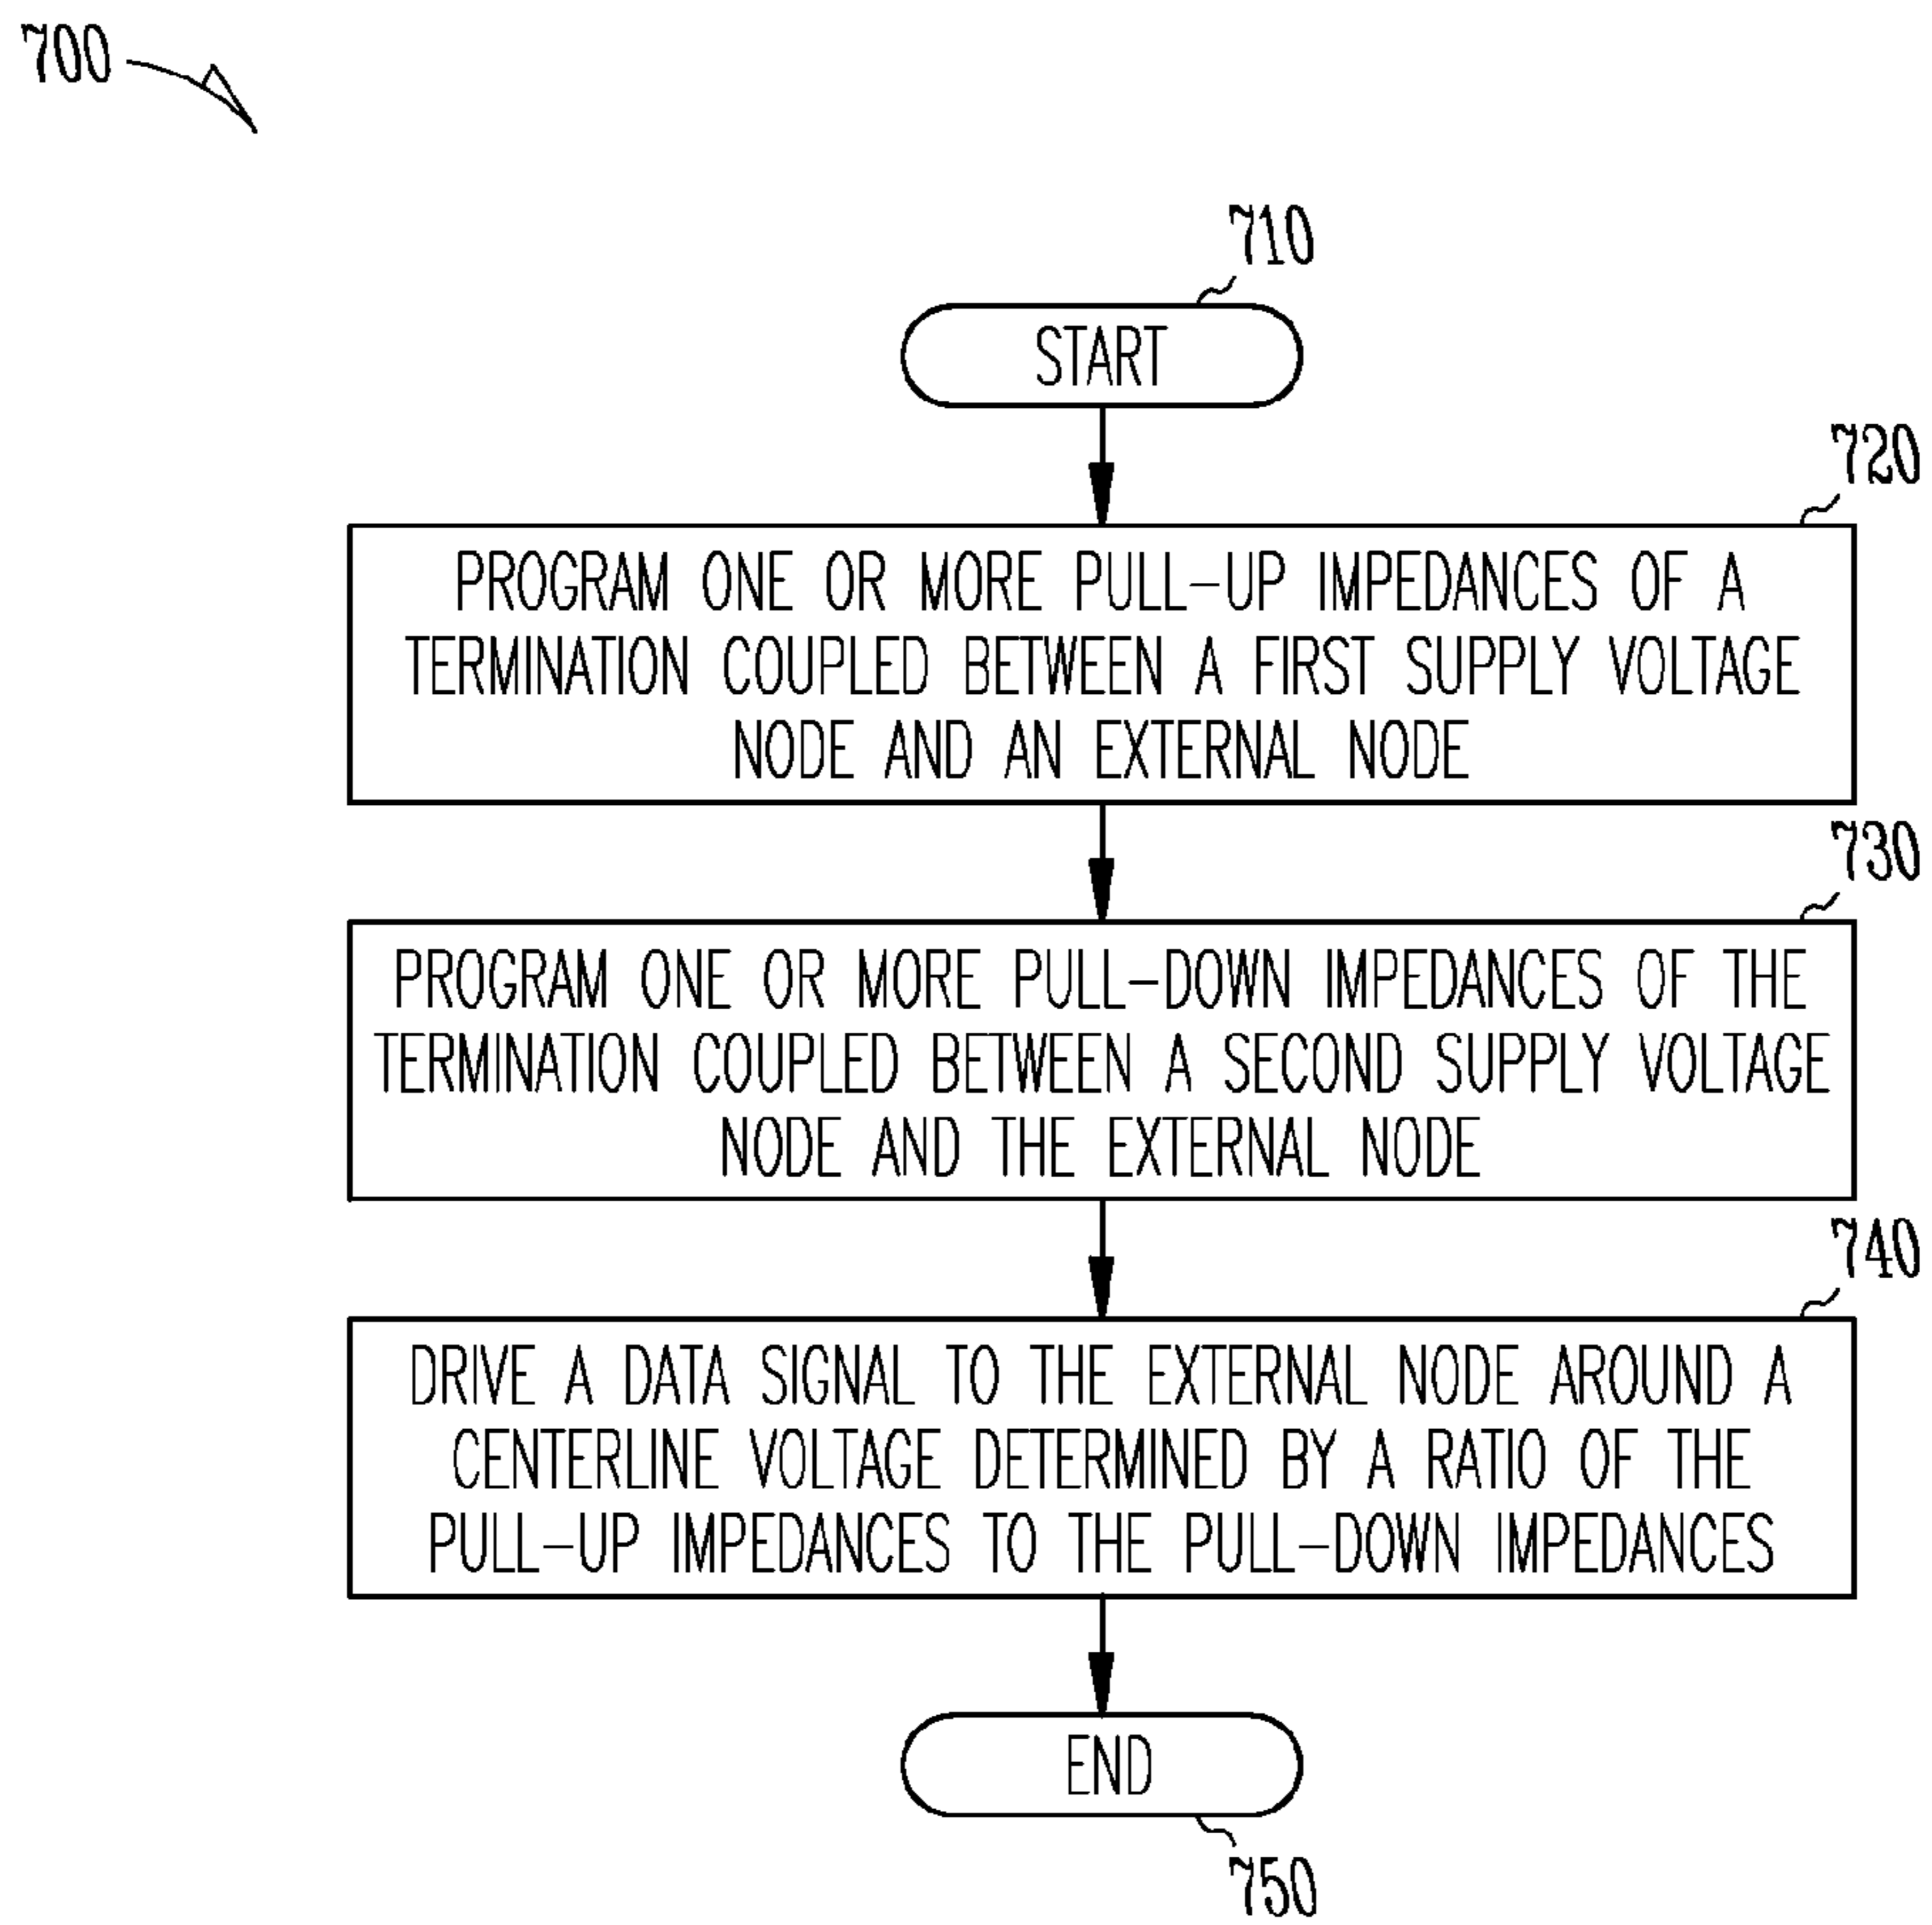 700
710
START
720
PROGRAM ONE OR MORE PULL-UP IMPEDANCES OF A
TERMINATION COUPLED BETWEEN A FIRST SUPPLY VOLTAGE
NODE AND AN EXTERNAL NODE
730
PROGRAM ONE OR MORE PULL-DOWN IMPEDANCES OF THE
TERMINATION COUPLED BETWEEN A SECOND SUPPLY VOLTAGE
NODE AND THE EXTERNAL NODE
740
DRIVE A DATA SIGNAL TO THE EXTERNAL NODE AROUND A
CENTERLINE VOLTAGE DETERMINED BY A RATIO OF THE
PULL-UP IMPEDANCES TO THE PULL-DOWN IMPEDANCES
END
750